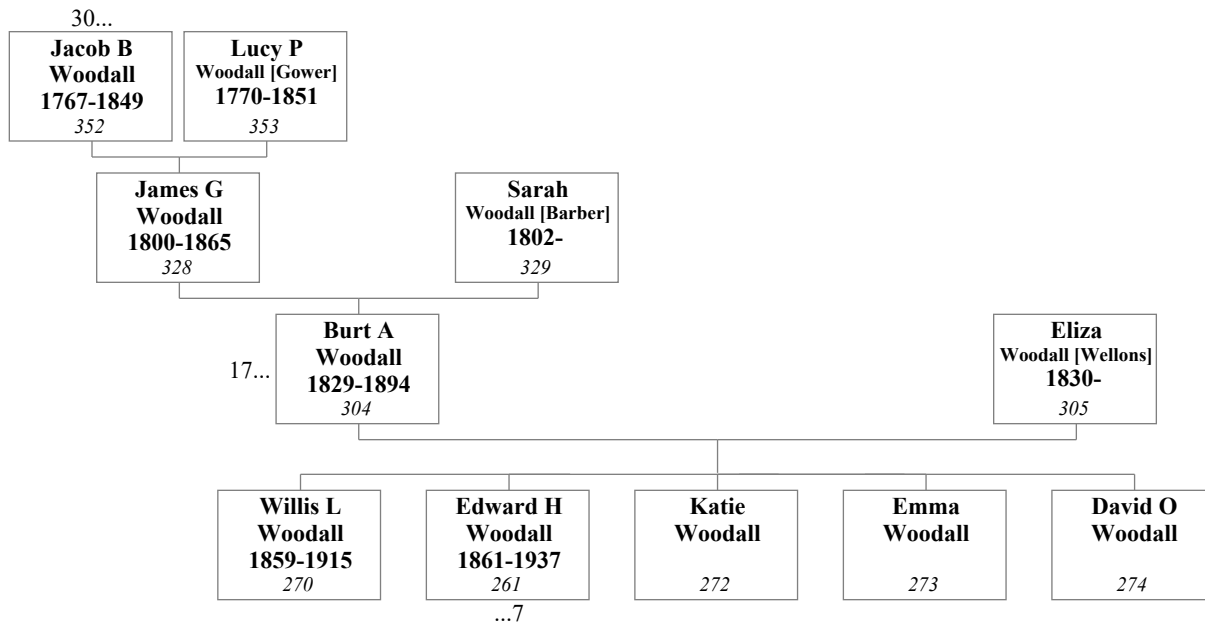 30...
Jacob B
Woodall
1767-1849
352
Lucy P
Woodall [Gower]
1770-1851
353
James G
Woodall
1800-1865
328
Sarah
Woodall [Barber]
1802-
329
17...
Burt A
Woodall
1829-1894
304
Eliza
Woodall [Wellons]
1830-
305
Willis L
Woodall
1859-1915
270
Edward H
Woodall
1861-1937
261
...7
Katie
Woodall
272
Emma
Woodall
273
David O
Woodall
274